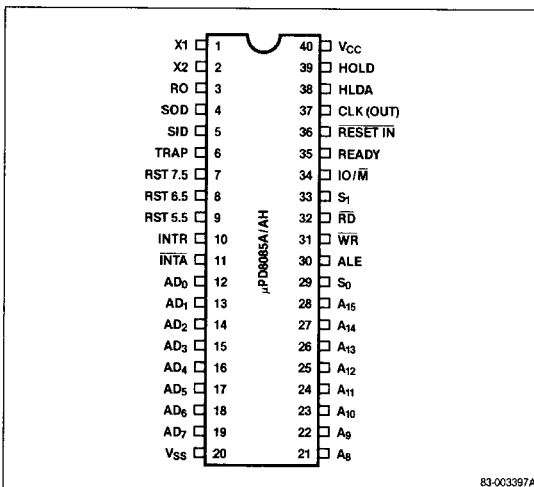 X1 1 40 VCC
X2 2 39 HOLD
RO 3 38 HLDA
SOD 4 37 CLK (OUT)
SID 5 36 RESET IN
TRAP 6 35 READY
RST 7.5 7 34 IO/M
RST 6.5 8 33 S1
RST 5.5 9 32 RD
INTR 10 31 WR
INTA 11 30 ALE
AD0 12 29 S0
AD1 13 28 A15
AD2 14 27 A14
AD3 15 26 A13
AD4 16 25 A12
AD5 17 24 A11
AD6 18 23 A10
AD7 19 22 A9
VSS 20 21 A8
μPD8085A/AH
83-003397A